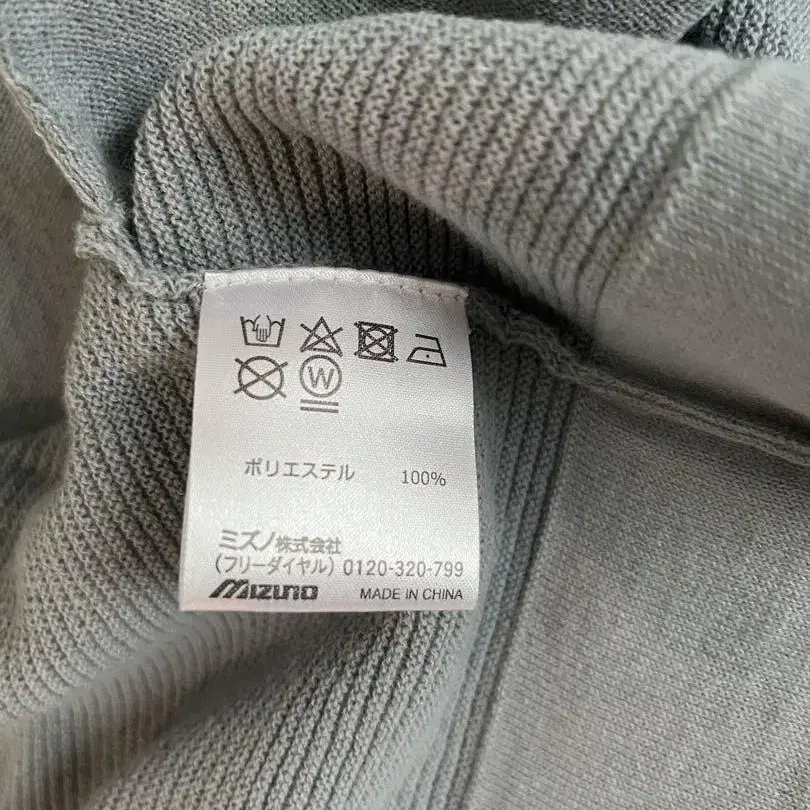 W
ポリエステル 100%
ミズノ株式会社
(フリーダイヤル) 0120-320-799
MIZUNO MADE IN CHINA